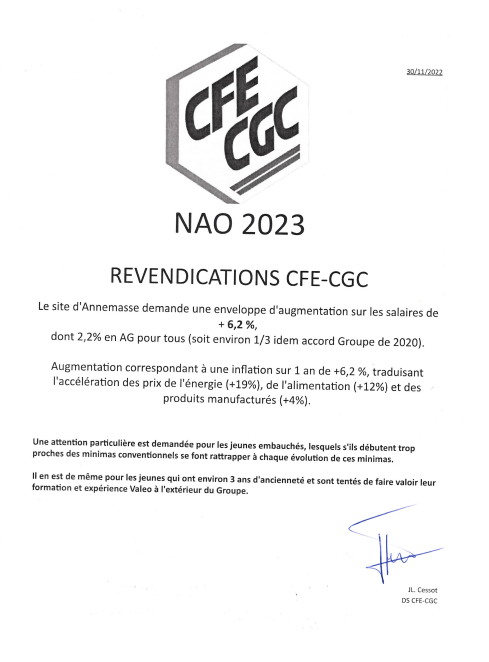 30/11/2022
CFE
CGC
NAO 2023
REVENDICATIONS CFE-CGC
Le site d'Annemasse demande une enveloppe d'augmentation sur les salaires de
+ 6,2 %,
dont 2,2% en AG pour tous (soit environ 1/3 idem accord Groupe de 2020).
Augmentation correspondant à une inflation sur 1 an de +6,2 %, traduisant
l'accélération des prix de l'énergie (+19%), de l'alimentation (+12%) et des
produits manufacturés (+4%).
Une attention particulière est demandée pour les jeunes embauchés, lesquels s'ils débutent trop
proches des minimas conventionnels se font rattrapper à chaque évolution de ces minimas.
Il en est de même pour les jeunes qui ont environ 3 ans d'ancienneté et sont tentés de faire valoir leur
formation et expérience Valeo à l'extérieur du Groupe.
JL. Cessot
DS CFE-CGC